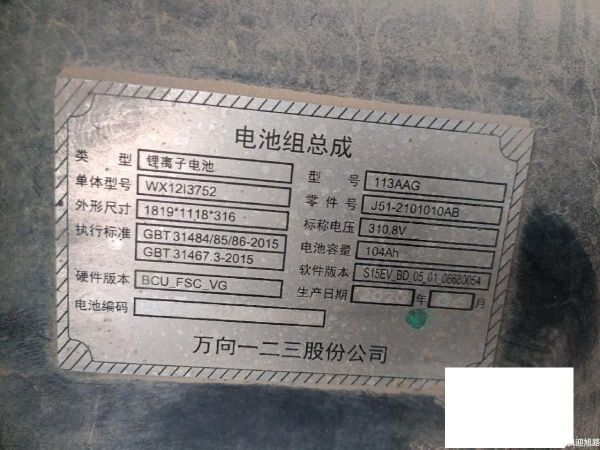 电池组总成
类型 锂离子电池
型号 113AAG
单体型号 WX12I3752
零件号 J51-2101010AB
外形尺寸 1819*1118*316
标称电压 310.8V
执行标准 GBT 31484/85/86-2015
GBT 31467.3-2015
电池容量 104Ah
软件版本 S15EV_BD_05_01_06680054
硬件版本 BCU_FSC_VG
生产日期 2020 年 月
电池编码
万向一二三股份公司
迎旭路